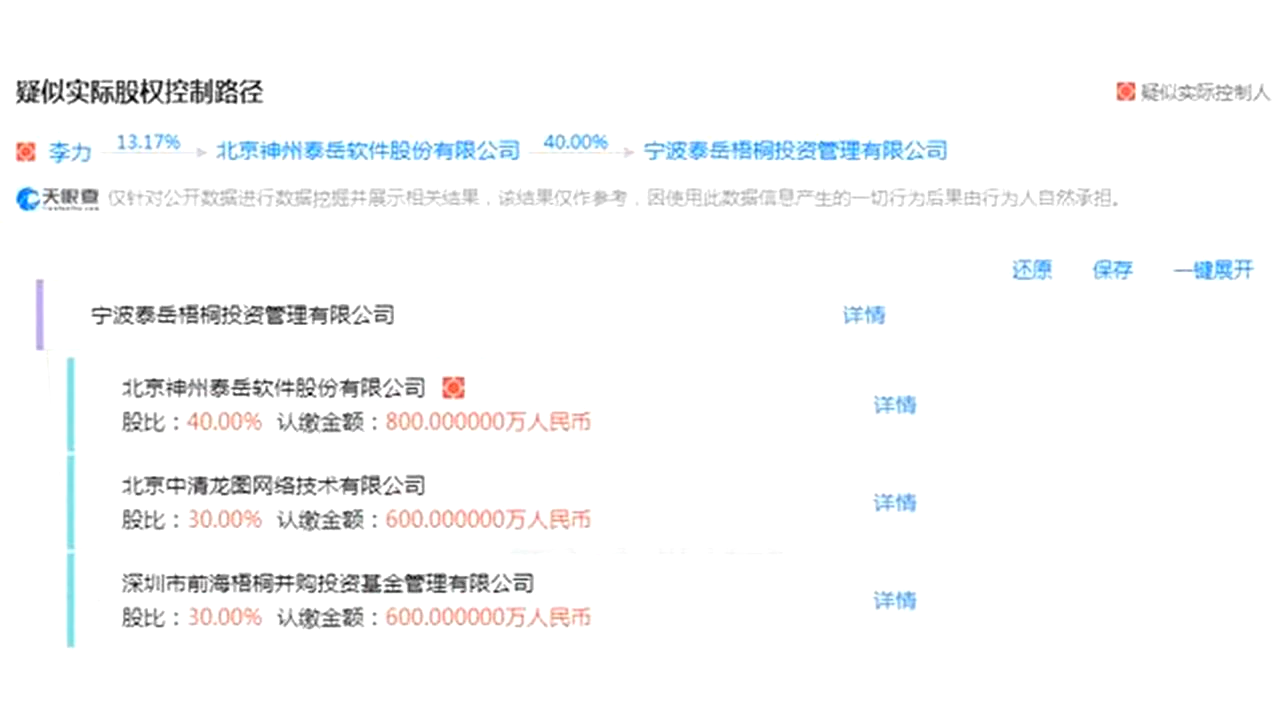 疑似实际股权控制路径
疑似实际控制人
李力 13.17% 北京神州泰岳软件股份有限公司 40.00% 宁波泰岳梧桐投资管理有限公司
天眼查 仅针对公开数据进行数据挖掘并展示相关结果，该结果仅作参考，因使用此数据信息产生的一切行为后果由行为人自然承担。
还原 保存 一键展开
宁波泰岳梧桐投资管理有限公司 详情
北京神州泰岳软件股份有限公司
股比：40.00% 认缴金额：800.000000万人民币 详情
北京中清龙图网络技术有限公司
股比：30.00% 认缴金额：600.000000万人民币 详情
深圳市前海梧桐并购投资基金管理有限公司
股比：30.00% 认缴金额：600.000000万人民币 详情